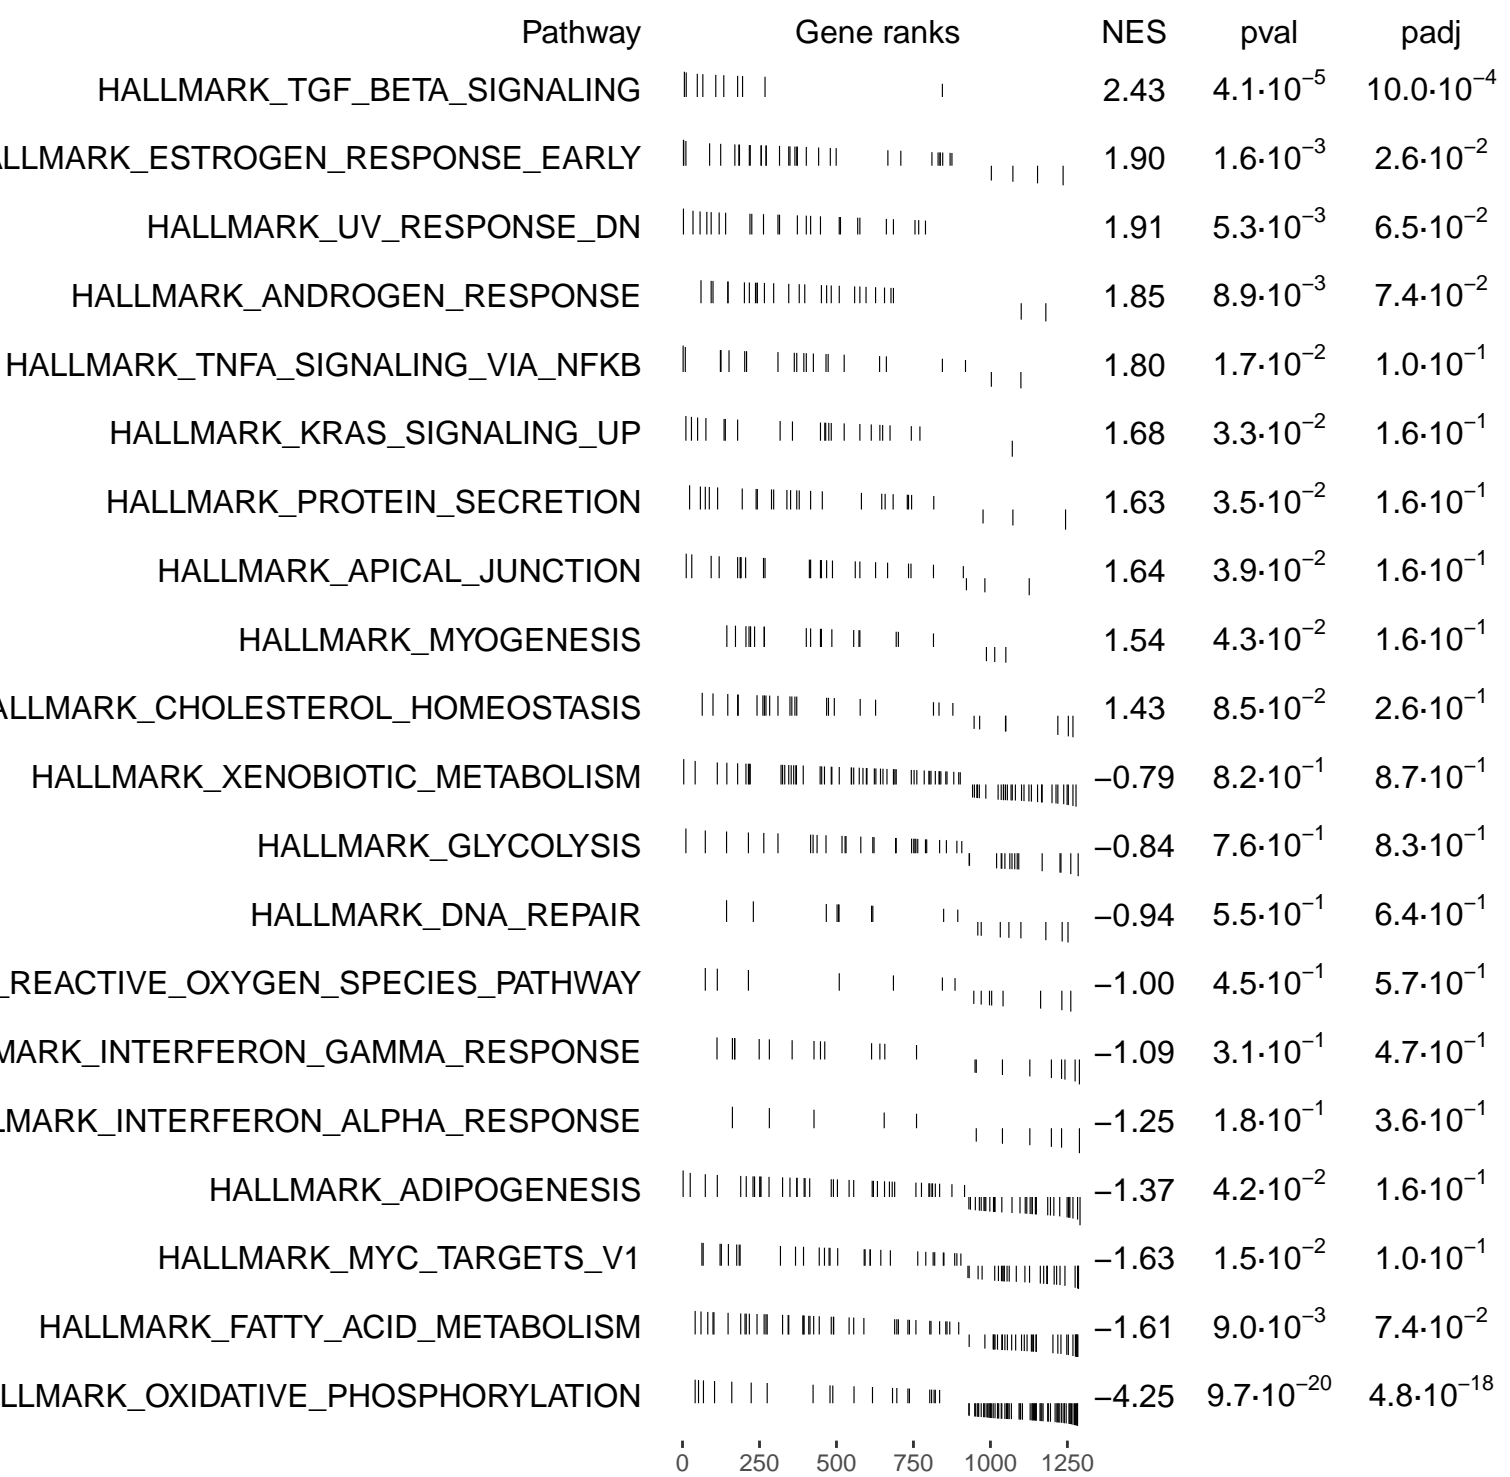 Pathway Gene ranks NES pval padj
HALLMARK_TGF_BETA_SIGNALING 2.43 4.1·10⁻⁵ 10.0·10⁻⁴
ALLMARK_ESTROGEN_RESPONSE_EARLY 1.90 1.6·10⁻³ 2.6·10⁻²
HALLMARK_UV_RESPONSE_DN 1.91 5.3·10⁻³ 6.5·10⁻²
HALLMARK_ANDROGEN_RESPONSE 1.85 8.9·10⁻³ 7.4·10⁻²
HALLMARK_TNFA_SIGNALING_VIA_NFKB 1.80 1.7·10⁻² 1.0·10⁻¹
HALLMARK_KRAS_SIGNALING_UP 1.68 3.3·10⁻² 1.6·10⁻¹
HALLMARK_PROTEIN_SECRETION 1.63 3.5·10⁻² 1.6·10⁻¹
HALLMARK_APICAL_JUNCTION 1.64 3.9·10⁻² 1.6·10⁻¹
HALLMARK_MYOGENESIS 1.54 4.3·10⁻² 1.6·10⁻¹
ALLMARK_CHOLESTEROL_HOMEOSTASIS 1.43 8.5·10⁻² 2.6·10⁻¹
HALLMARK_XENOBIOTIC_METABOLISM −0.79 8.2·10⁻¹ 8.7·10⁻¹
HALLMARK_GLYCOLYSIS −0.84 7.6·10⁻¹ 8.3·10⁻¹
HALLMARK_DNA_REPAIR −0.94 5.5·10⁻¹ 6.4·10⁻¹
_REACTIVE_OXYGEN_SPECIES_PATHWAY −1.00 4.5·10⁻¹ 5.7·10⁻¹
MARK_INTERFERON_GAMMA_RESPONSE −1.09 3.1·10⁻¹ 4.7·10⁻¹
LMARK_INTERFERON_ALPHA_RESPONSE −1.25 1.8·10⁻¹ 3.6·10⁻¹
HALLMARK_ADIPOGENESIS −1.37 4.2·10⁻² 1.6·10⁻¹
HALLMARK_MYC_TARGETS_V1 −1.63 1.5·10⁻² 1.0·10⁻¹
HALLMARK_FATTY_ACID_METABOLISM −1.61 9.0·10⁻³ 7.4·10⁻²
LLMARK_OXIDATIVE_PHOSPHORYLATION −4.25 9.7·10⁻²⁰ 4.8·10⁻¹⁸
0 250 500 750 1000 1250